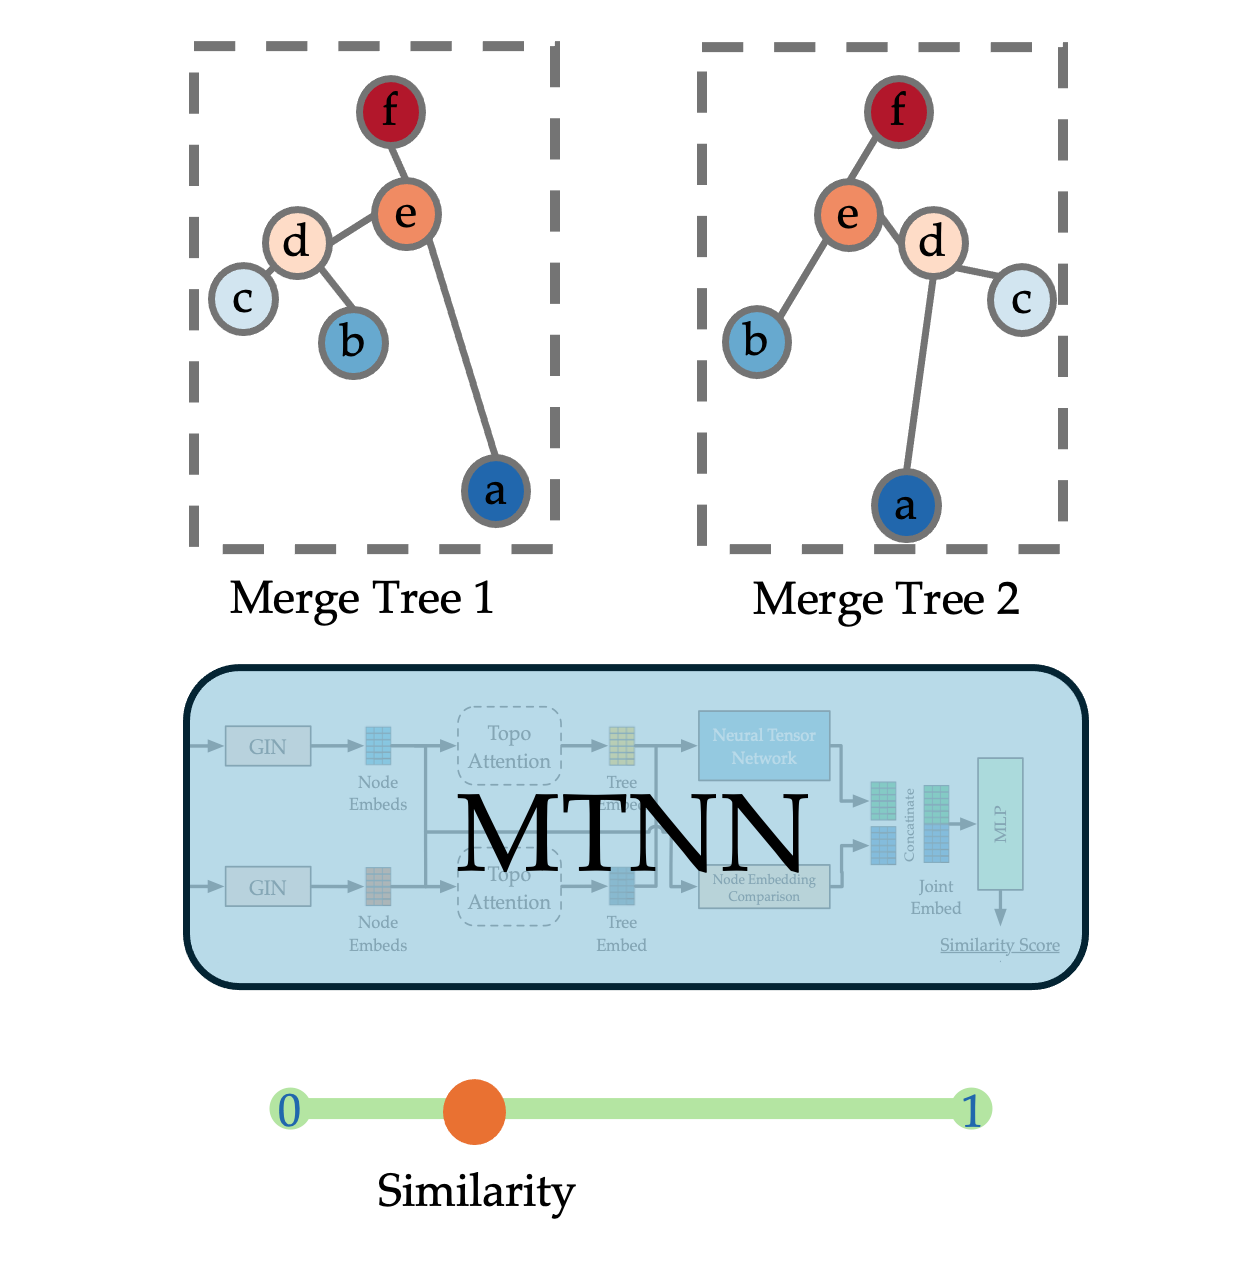 f
e
d
c
b
a
Merge Tree 1
f
e
d
c
b
a
Merge Tree 2
GIN
Node
Embeds
Topo
Attention
Tree
Embed
Neural Tensor
Network
MTNN
GIN
Node
Embeds
Topo
Attention
Tree
Embed
Node Embedding
Comparison
Concatinate
Joint
Embed
MLP
Similarity Score
0
1
Similarity